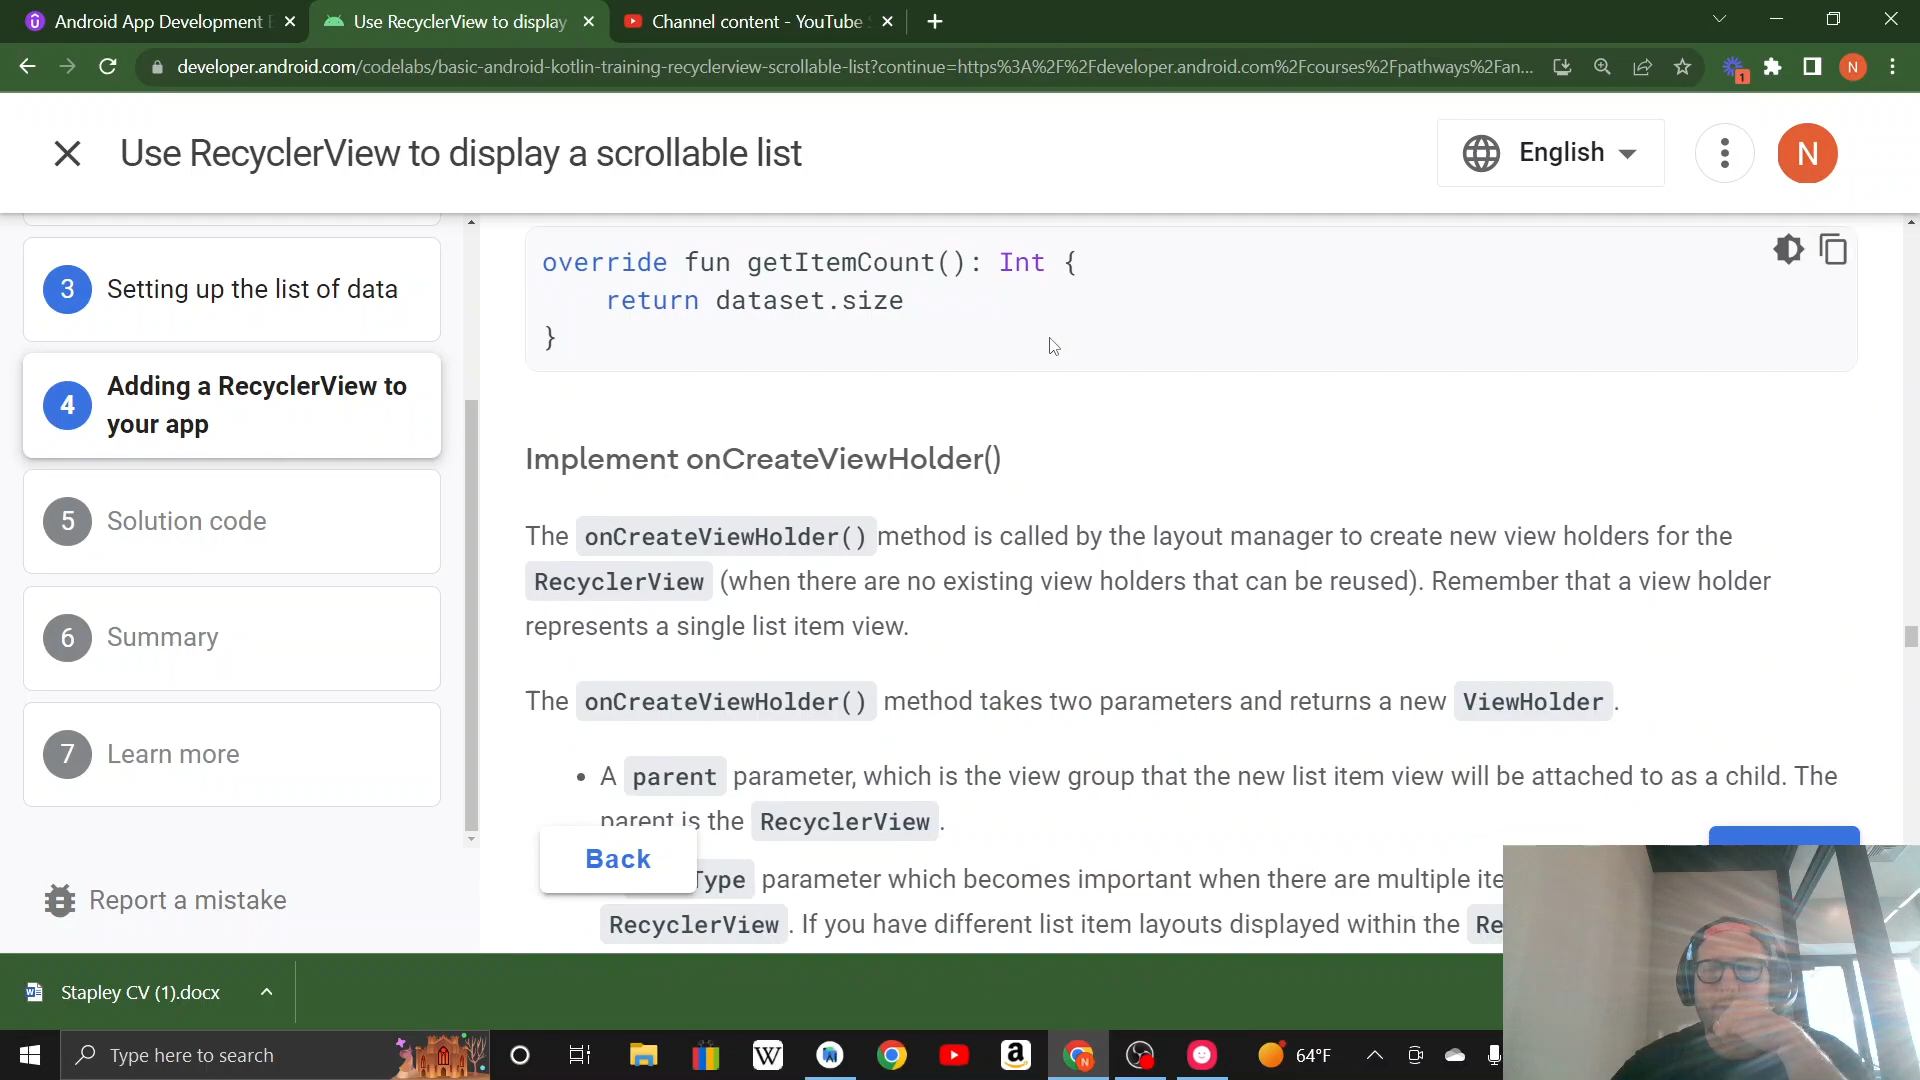 Android App Development
Use RecyclerView to display
Channel content - YouTube
developer.android.com/codelabs/basic-android-kotlin-training-recyclerview-scrollable-list?continue=https%3A%2F%2Fdeveloper.android.com%2Fcourses%2Fpathways%2Fan...
1
N
Use RecyclerView to display a scrollable list
English
N
3 Setting up the list of data
4 Adding a RecyclerView to
your app
5 Solution code
6 Summary
7 Learn more
Report a mistake
override fun getItemCount(): Int {
return dataset.size
}
Implement onCreateViewHolder()
The onCreateViewHolder() method is called by the layout manager to create new view holders for the
RecyclerView (when there are no existing view holders that can be reused). Remember that a view holder
represents a single list item view.
The onCreateViewHolder() method takes two parameters and returns a new ViewHolder.
• A parent parameter, which is the view group that the new list item view will be attached to as a child. The
parent is the RecyclerView.
Back
Type parameter which becomes important when there are multiple ite
RecyclerView. If you have different list item layouts displayed within the Re
Stapley CV (1).docx
Type here to search
64°F